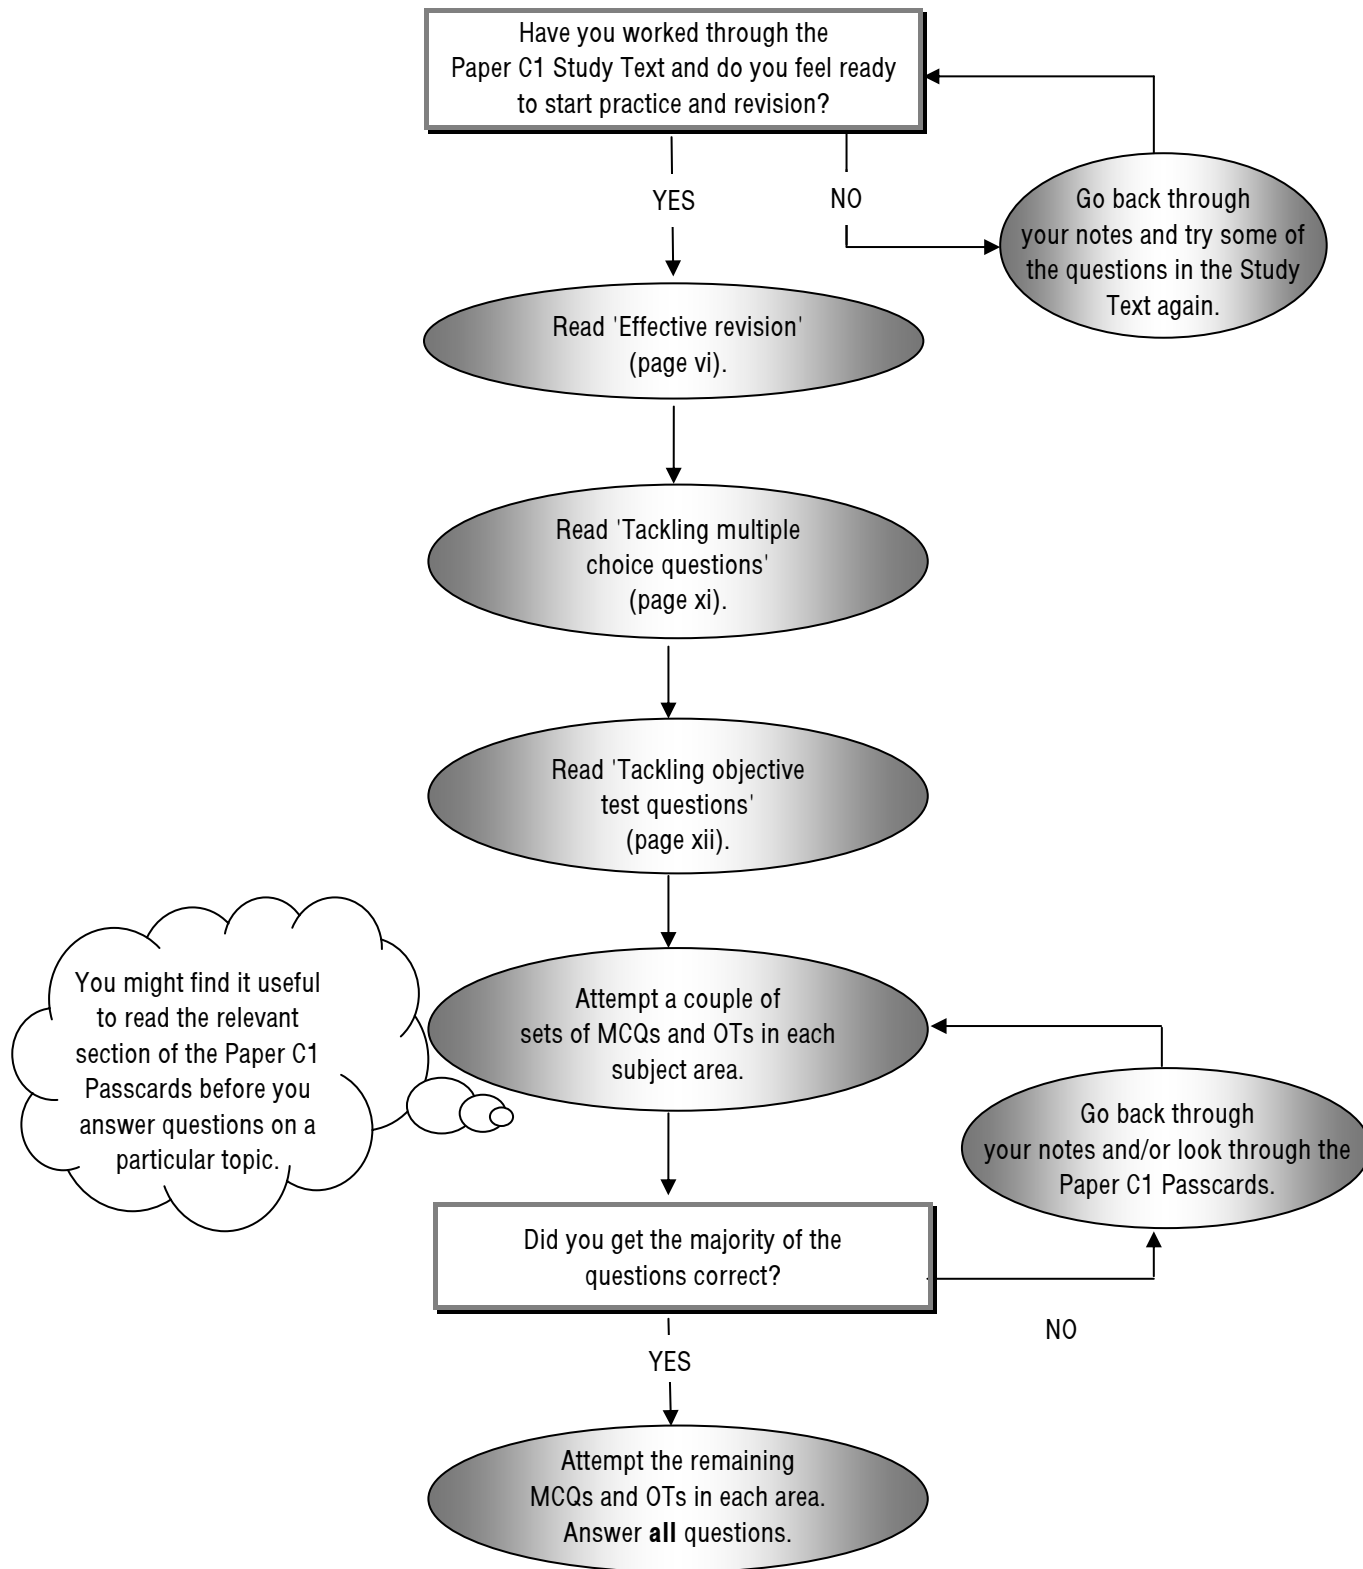 Have you worked through the
Paper C1 Study Text and do you feel ready
to start practice and revision?
YES
NO
Go back through
your notes and try some of
the questions in the Study
Text again.
Read 'Effective revision'
(page vi).
Read 'Tackling multiple
choice questions'
(page xi).
Read 'Tackling objective
test questions'
(page xii).
You might find it useful
to read the relevant
section of the Paper C1
Passcards before you
answer questions on a
particular topic.
Attempt a couple of
sets of MCQs and OTs in each
subject area.
Go back through
your notes and/or look through the
Paper C1 Passcards.
Did you get the majority of the
questions correct?
NO
YES
Attempt the remaining
MCQs and OTs in each area.
Answer all questions.